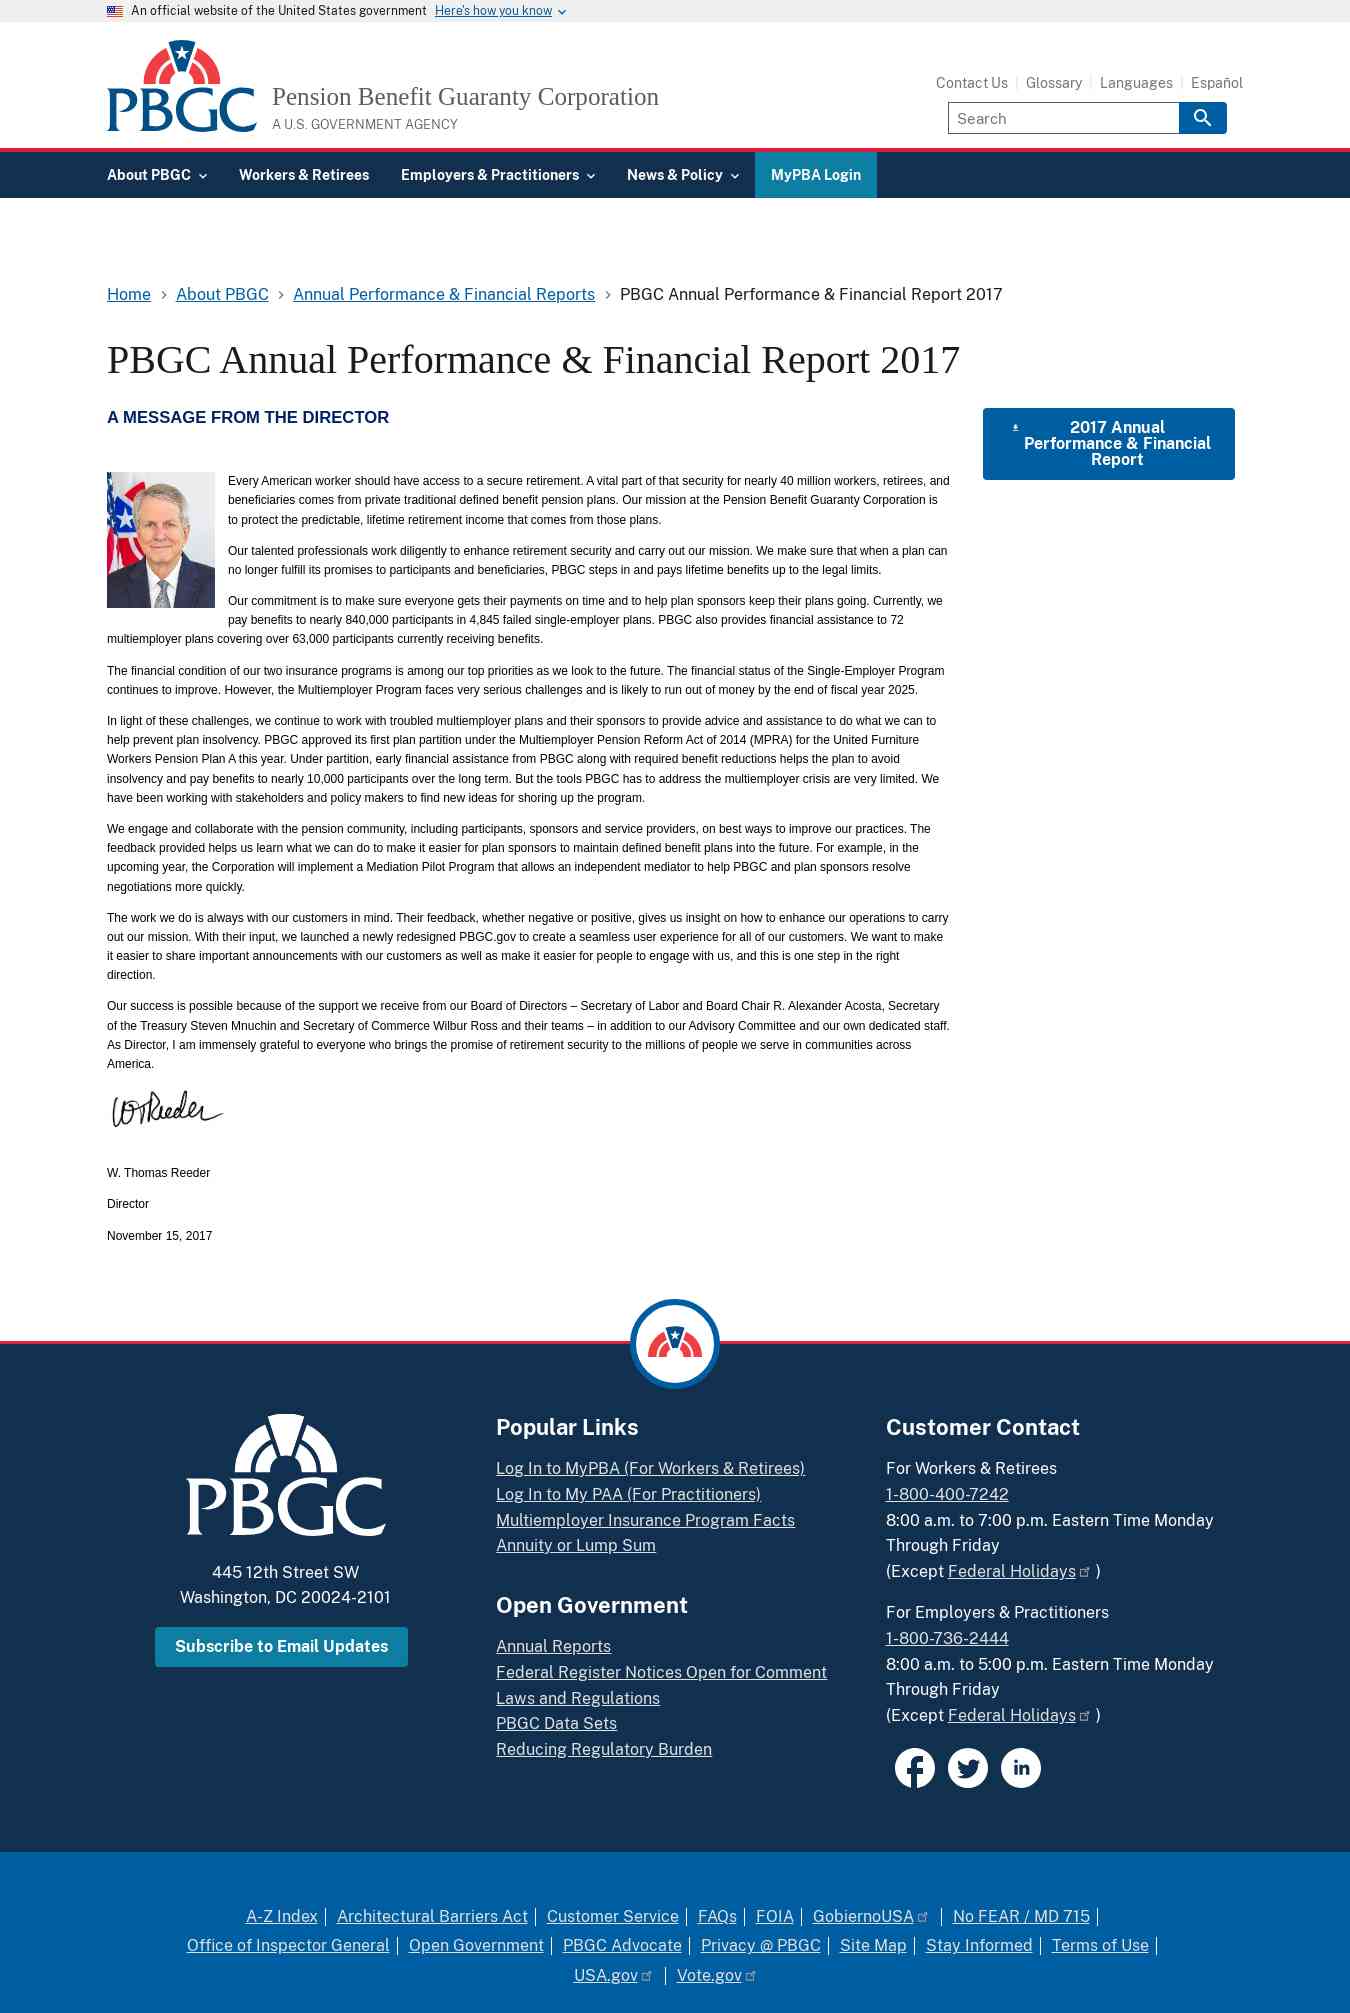 An official website of the United States government Here's how you know
PBGC
Pension Benefit Guaranty Corporation
A U.S. GOVERNMENT AGENCY
Contact Us Glossary Languages Español
Search
About PBGC Workers & Retirees Employers & Practitioners News & Policy MyPBA Login
Home About PBGC Annual Performance & Financial Reports PBGC Annual Performance & Financial Report 2017
PBGC Annual Performance & Financial Report 2017
A MESSAGE FROM THE DIRECTOR
2017 Annual
Performance & Financial
Report
Every American worker should have access to a secure retirement. A vital part of that security for nearly 40 million workers, retirees, and
beneficiaries comes from private traditional defined benefit pension plans. Our mission at the Pension Benefit Guaranty Corporation is
to protect the predictable, lifetime retirement income that comes from those plans.
Our talented professionals work diligently to enhance retirement security and carry out our mission. We make sure that when a plan can
no longer fulfill its promises to participants and beneficiaries, PBGC steps in and pays lifetime benefits up to the legal limits.
Our commitment is to make sure everyone gets their payments on time and to help plan sponsors keep their plans going. Currently, we
pay benefits to nearly 840,000 participants in 4,845 failed single-employer plans. PBGC also provides financial assistance to 72
multiemployer plans covering over 63,000 participants currently receiving benefits.
The financial condition of our two insurance programs is among our top priorities as we look to the future. The financial status of the Single-Employer Program
continues to improve. However, the Multiemployer Program faces very serious challenges and is likely to run out of money by the end of fiscal year 2025.
In light of these challenges, we continue to work with troubled multiemployer plans and their sponsors to provide advice and assistance to do what we can to
help prevent plan insolvency. PBGC approved its first plan partition under the Multiemployer Pension Reform Act of 2014 (MPRA) for the United Furniture
Workers Pension Plan A this year. Under partition, early financial assistance from PBGC along with required benefit reductions helps the plan to avoid
insolvency and pay benefits to nearly 10,000 participants over the long term. But the tools PBGC has to address the multiemployer crisis are very limited. We
have been working with stakeholders and policy makers to find new ideas for shoring up the program.
We engage and collaborate with the pension community, including participants, sponsors and service providers, on best ways to improve our practices. The
feedback provided helps us learn what we can do to make it easier for plan sponsors to maintain defined benefit plans into the future. For example, in the
upcoming year, the Corporation will implement a Mediation Pilot Program that allows an independent mediator to help PBGC and plan sponsors resolve
negotiations more quickly.
The work we do is always with our customers in mind. Their feedback, whether negative or positive, gives us insight on how to enhance our operations to carry
out our mission. With their input, we launched a newly redesigned PBGC.gov to create a seamless user experience for all of our customers. We want to make
it easier to share important announcements with our customers as well as make it easier for people to engage with us, and this is one step in the right
direction.
Our success is possible because of the support we receive from our Board of Directors – Secretary of Labor and Board Chair R. Alexander Acosta, Secretary
of the Treasury Steven Mnuchin and Secretary of Commerce Wilbur Ross and their teams – in addition to our Advisory Committee and our own dedicated staff.
As Director, I am immensely grateful to everyone who brings the promise of retirement security to the millions of people we serve in communities across
America.
WTReeder
W. Thomas Reeder
Director
November 15, 2017
PBGC
445 12th Street SW
Washington, DC 20024-2101
Subscribe to Email Updates
Popular Links
Log In to MyPBA (For Workers & Retirees)
Log In to My PAA (For Practitioners)
Multiemployer Insurance Program Facts
Annuity or Lump Sum
Open Government
Annual Reports
Federal Register Notices Open for Comment
Laws and Regulations
PBGC Data Sets
Reducing Regulatory Burden
Customer Contact
For Workers & Retirees
1-800-400-7242
8:00 a.m. to 7:00 p.m. Eastern Time Monday
Through Friday
(Except Federal Holidays )
For Employers & Practitioners
1-800-736-2444
8:00 a.m. to 5:00 p.m. Eastern Time Monday
Through Friday
(Except Federal Holidays )
in
A-Z Index Architectural Barriers Act Customer Service FAQs FOIA GobiernoUSA No FEAR / MD 715
Office of Inspector General Open Government PBGC Advocate Privacy @ PBGC Site Map Stay Informed Terms of Use
USA.gov Vote.gov